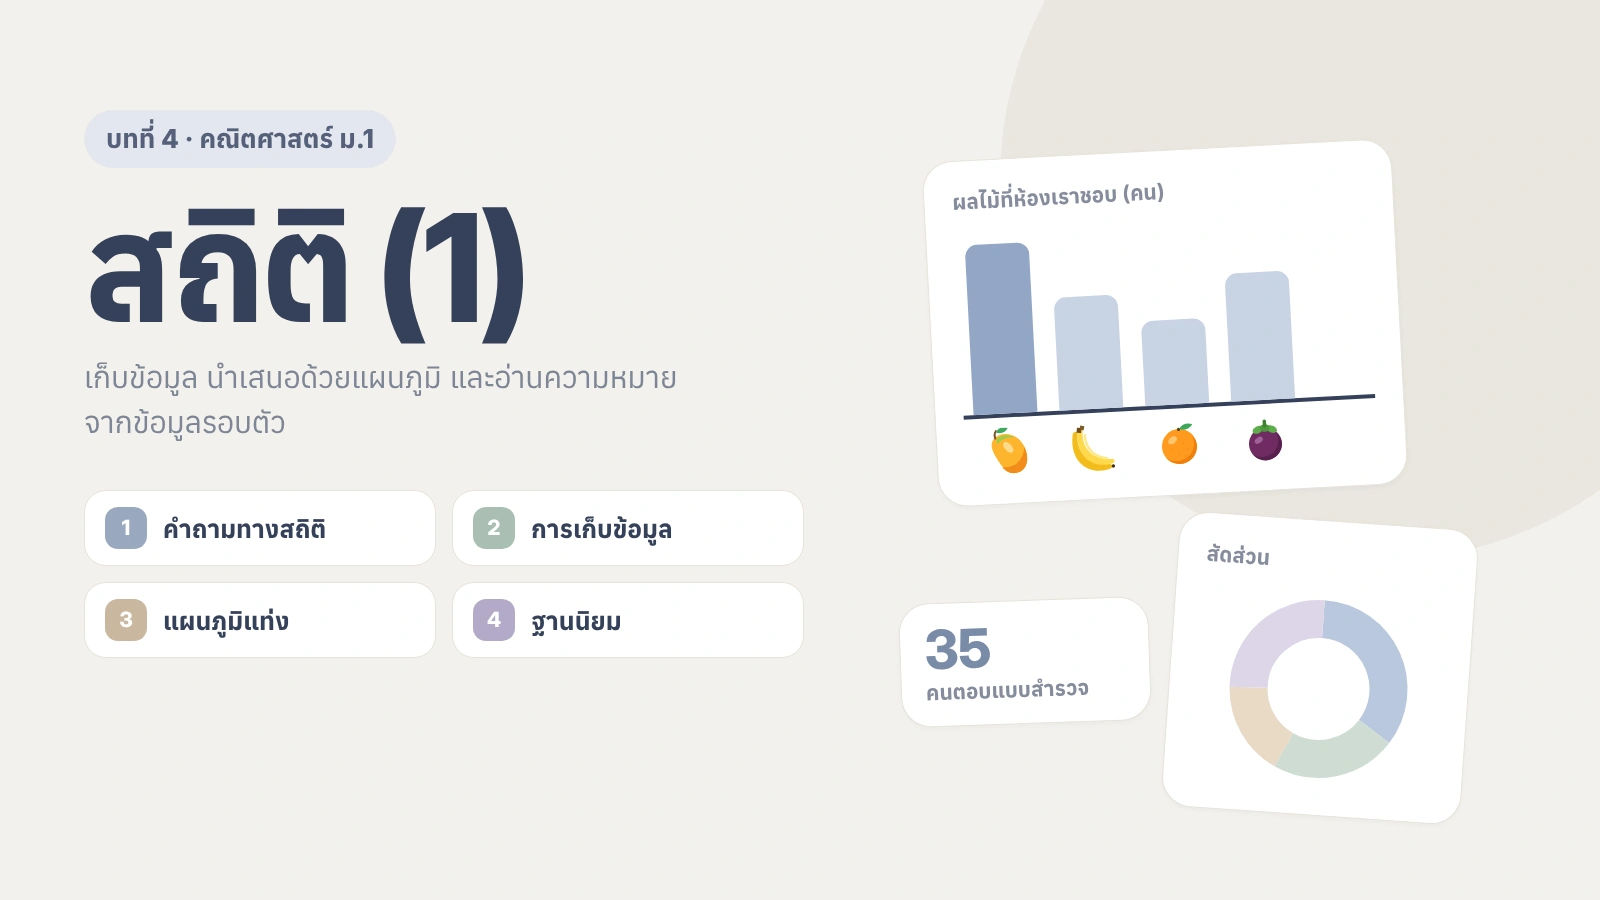 บทที่ 4 · คณิตศาสตร์ ม.1
สถิติ (1)
เก็บข้อมูล นำเสนอด้วยแผนภูมิ และอ่านความหมาย
จากข้อมูลรอบตัว
1 คำถามทางสถิติ
2 การเก็บข้อมูล
3 แผนภูมิแท่ง
4 ฐานนิยม
ผลไม้ที่ห้องเราชอบ (คน)
35
คนตอบแบบสำรวจ
สัดส่วน